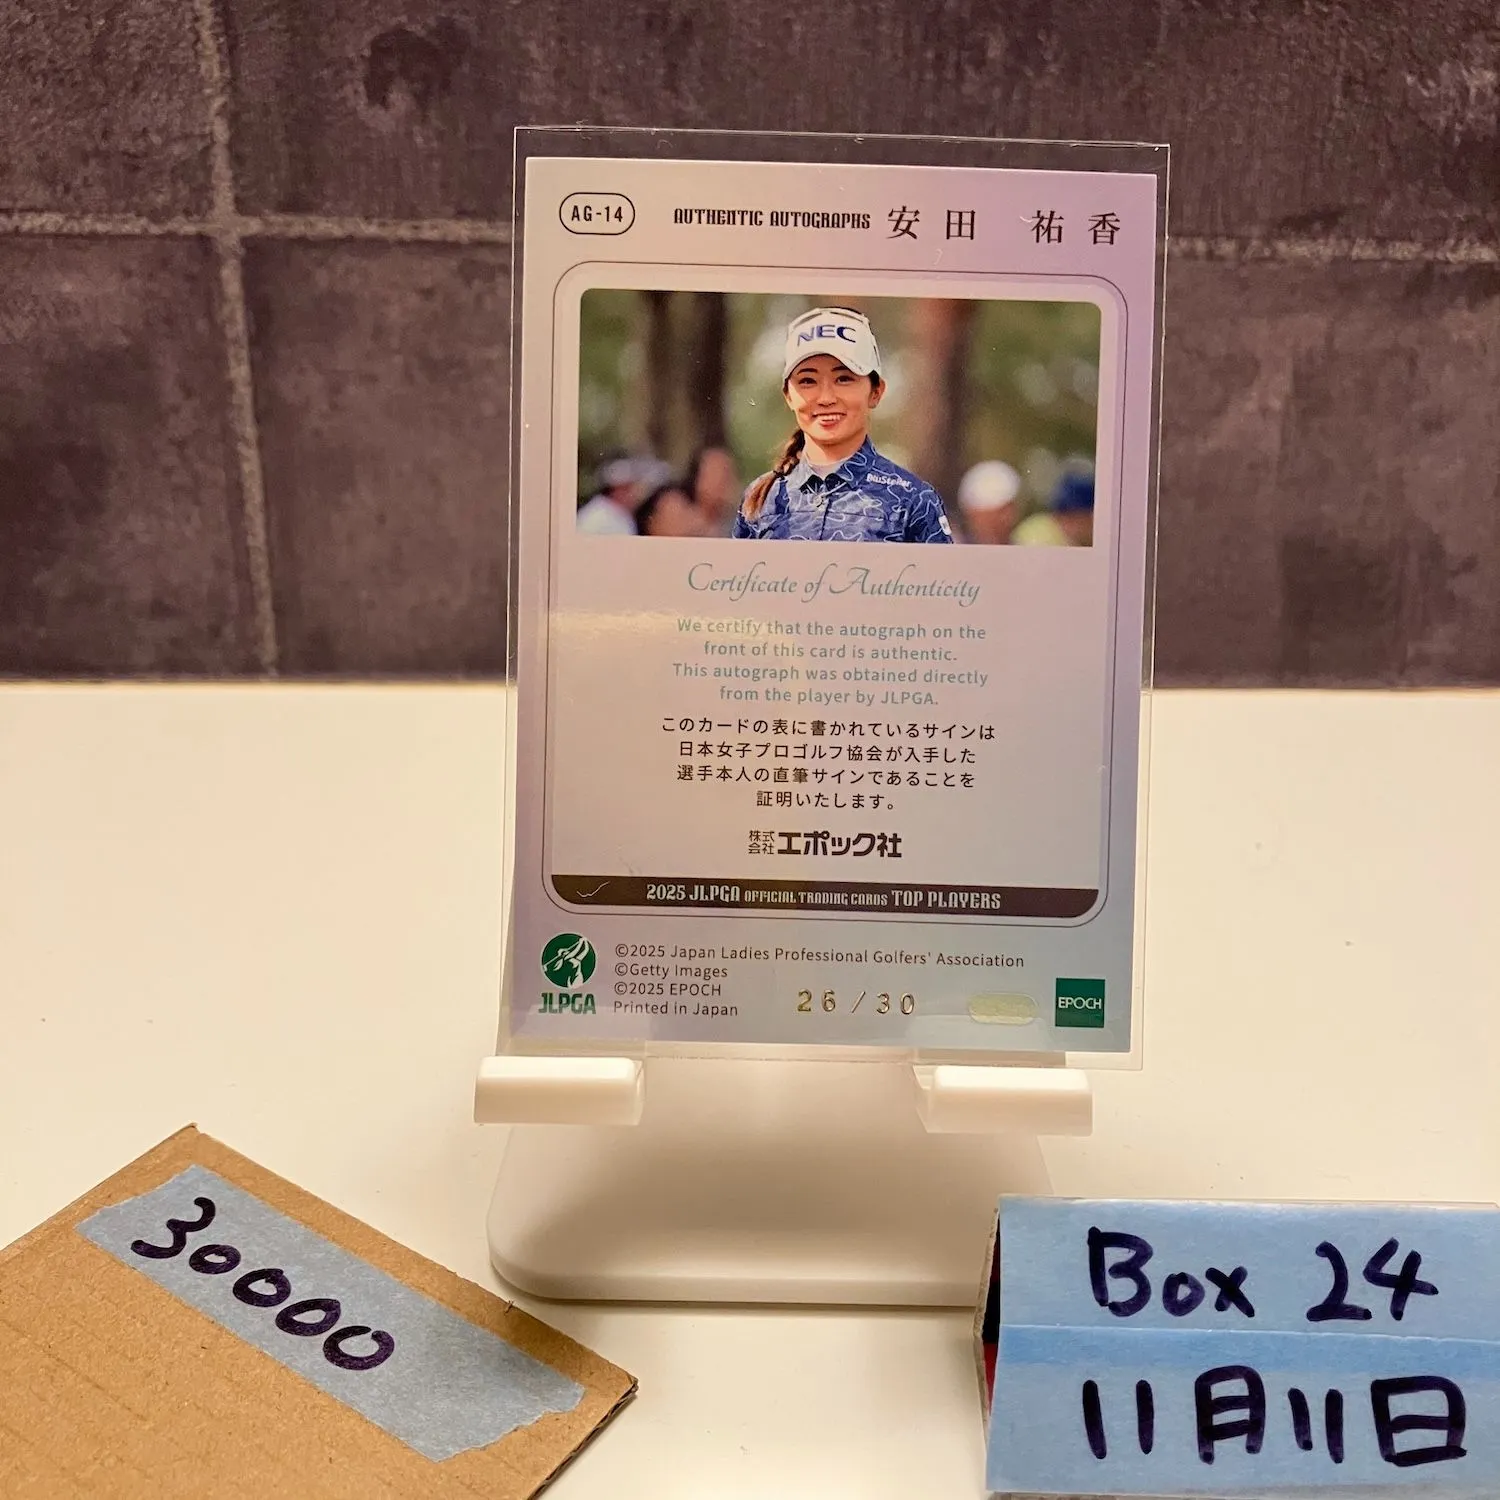 AG-14
AUTHENTIC AUTOGRAPHS 安田 祐香
NEC
BluStellar
Certificate of Authenticity
We certify that the autograph on the
front of this card is authentic.
This autograph was obtained directly
from the player by JLPGA.
このカードの表に書かれているサインは
日本女子プロゴルフ協会が入手した
選手本人の直筆サインであることを
証明いたします。
株式会社エポック社
2025 JLPGA OFFICIAL TRADING CARDS TOP PLAYERS
JLPGA
©2025 Japan Ladies Professional Golfers' Association
©Getty Images
©2025 EPOCH
Printed in Japan
26/30
EPOCH
30000
Box 24
11月11日